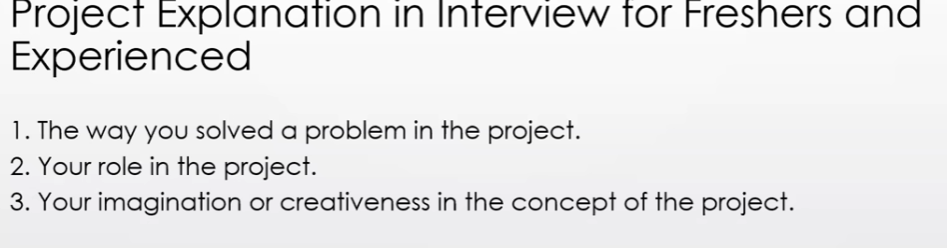 Project Explanation in Interview for Freshers and
Experienced
1. The way you solved a problem in the project.
2. Your role in the project.
3. Your imagination or creativeness in the concept of the project.